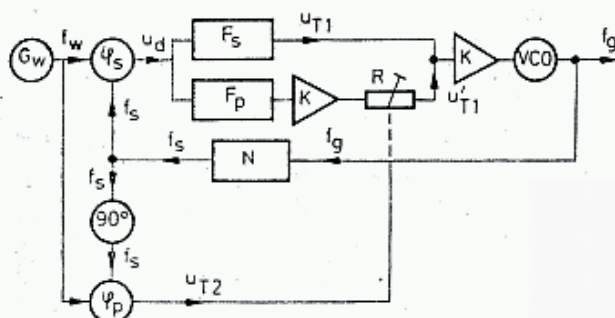 G_w
f_w
φ_s
u_d
F_s
u_T1
K
VCO
f_g
F_p
K
R
u'_T1
f_s
f_s
N
f_g
f_s
90°
f_s
φ_p
u_T2